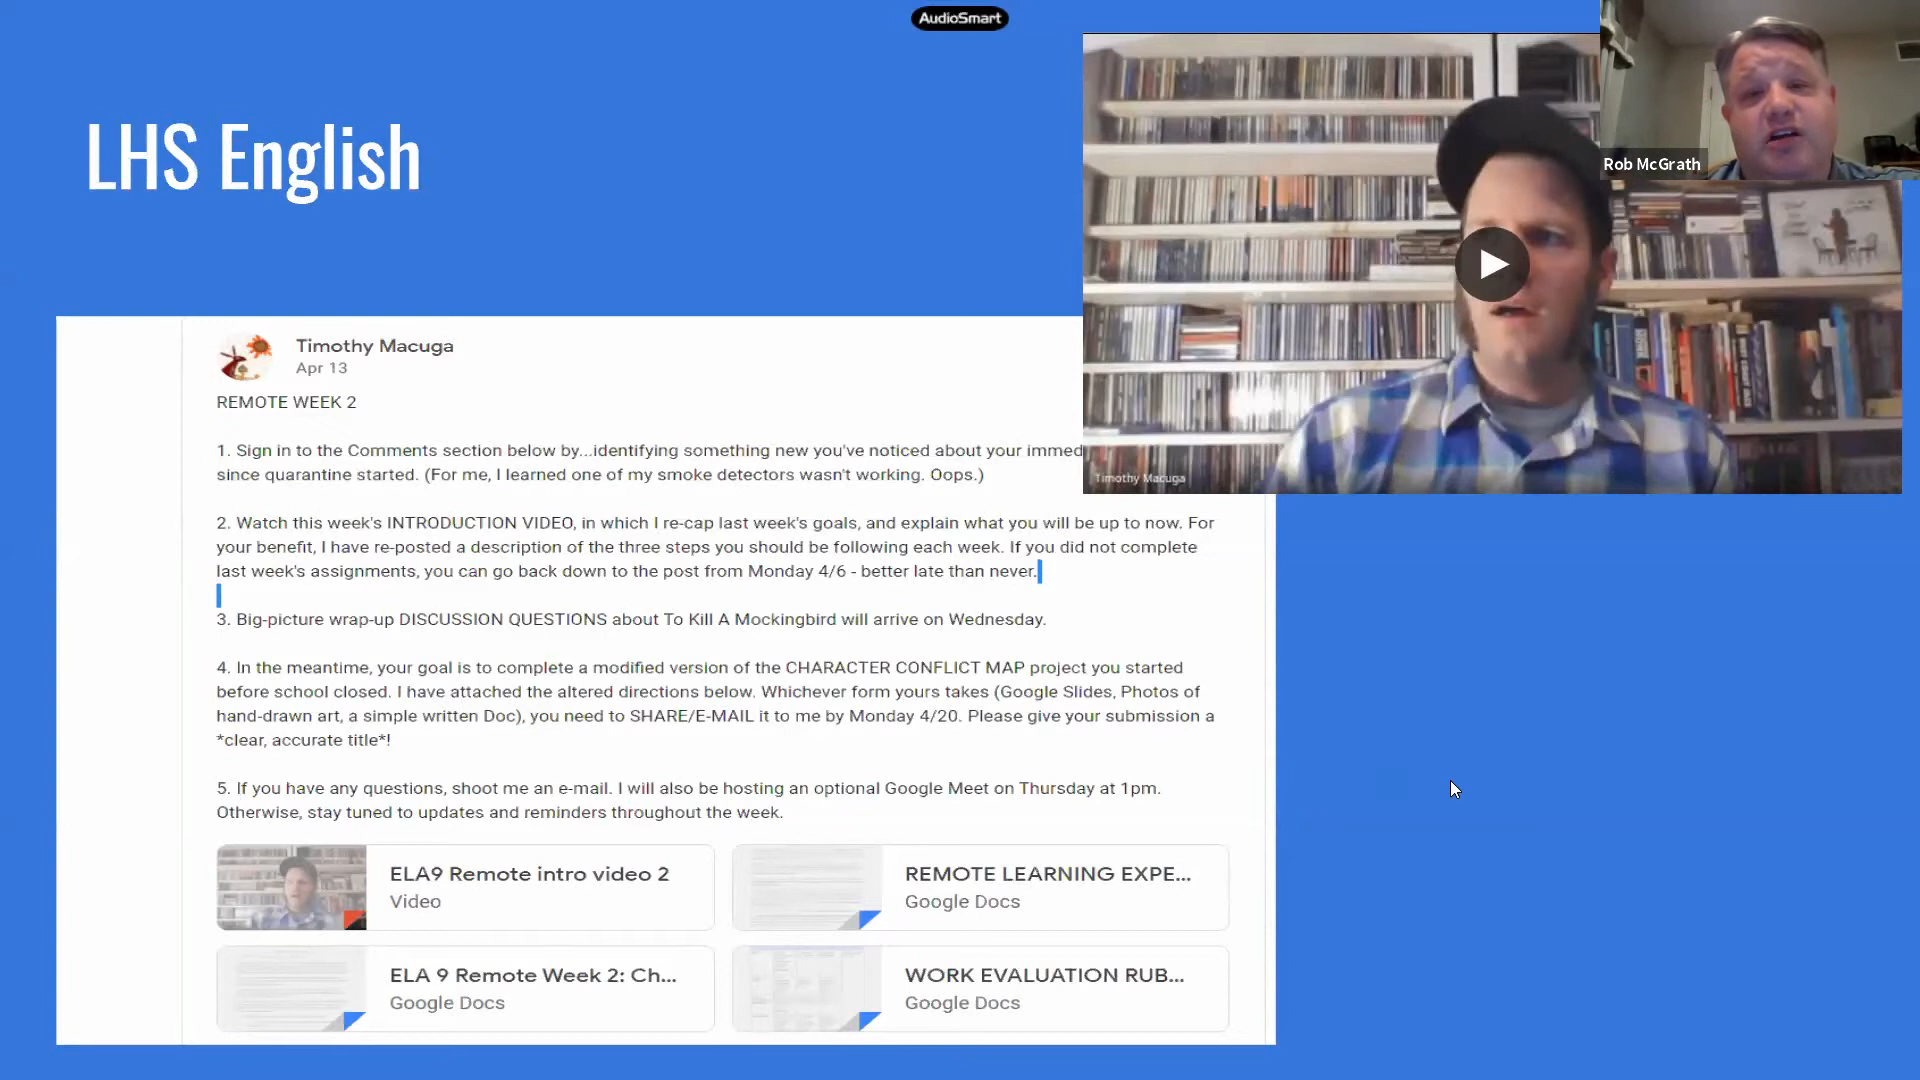 AudioSmart
LHS English
Rob McGrath
Timothy Macuga
Timothy Macuga
Apr 13
REMOTE WEEK 2
1. Sign in to the Comments section below by...identifying something new you've noticed about your immed
since quarantine started. (For me, I learned one of my smoke detectors wasn't working. Oops.)
2. Watch this week's INTRODUCTION VIDEO, in which I re-cap last week's goals, and explain what you will be up to now. For
your benefit, I have re-posted a description of the three steps you should be following each week. If you did not complete
last week's assignments, you can go back down to the post from Monday 4/6 - better late than never.
3. Big-picture wrap-up DISCUSSION QUESTIONS about To Kill A Mockingbird will arrive on Wednesday.
4. In the meantime, your goal is to complete a modified version of the CHARACTER CONFLICT MAP project you started
before school closed. I have attached the altered directions below. Whichever form yours takes (Google Slides, Photos of
hand-drawn art, a simple written Doc), you need to SHARE/E-MAIL it to me by Monday 4/20. Please give your submission a
*clear, accurate title*!
5. If you have any questions, shoot me an e-mail. I will also be hosting an optional Google Meet on Thursday at 1pm.
Otherwise, stay tuned to updates and reminders throughout the week.
ELA9 Remote intro video 2
Video
REMOTE LEARNING EXPE...
Google Docs
ELA 9 Remote Week 2: Ch...
Google Docs
WORK EVALUATION RUB...
Google Docs